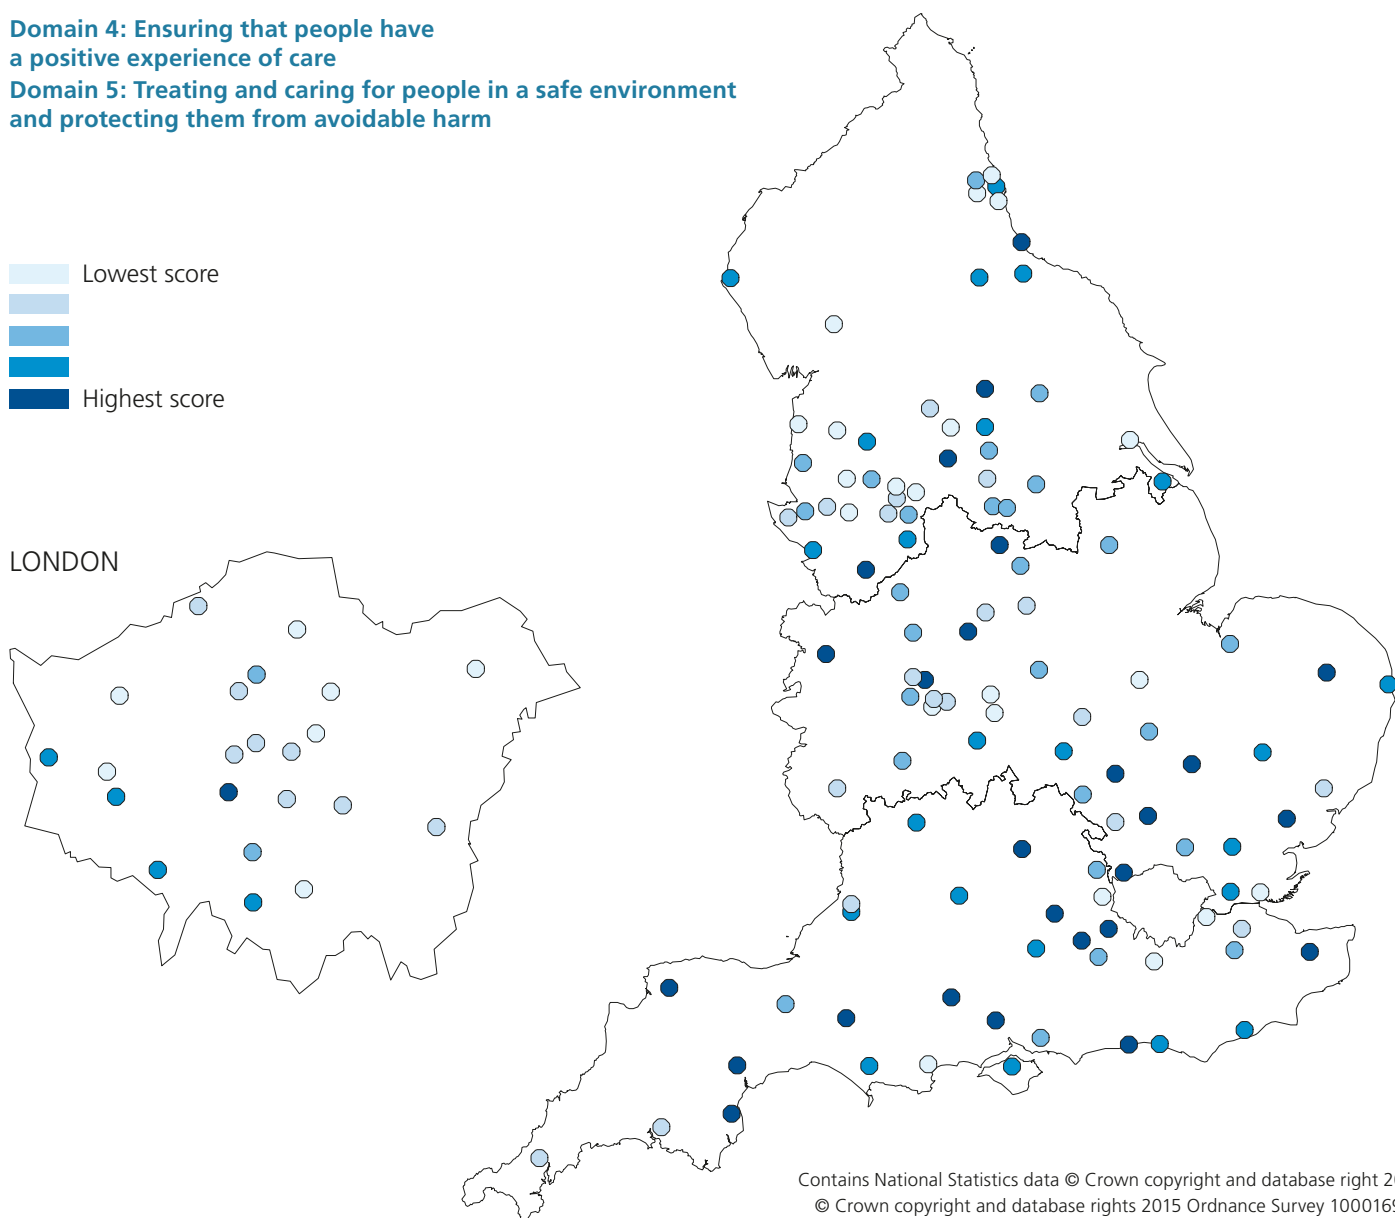 Domain 4: Ensuring that people have
a positive experience of care
Domain 5: Treating and caring for people in a safe environment
and protecting them from avoidable harm
Lowest score
Highest score
LONDON
Contains National Statistics data © Crown copyright and database right 20
© Crown copyright and database rights 2015 Ordnance Survey 1000169